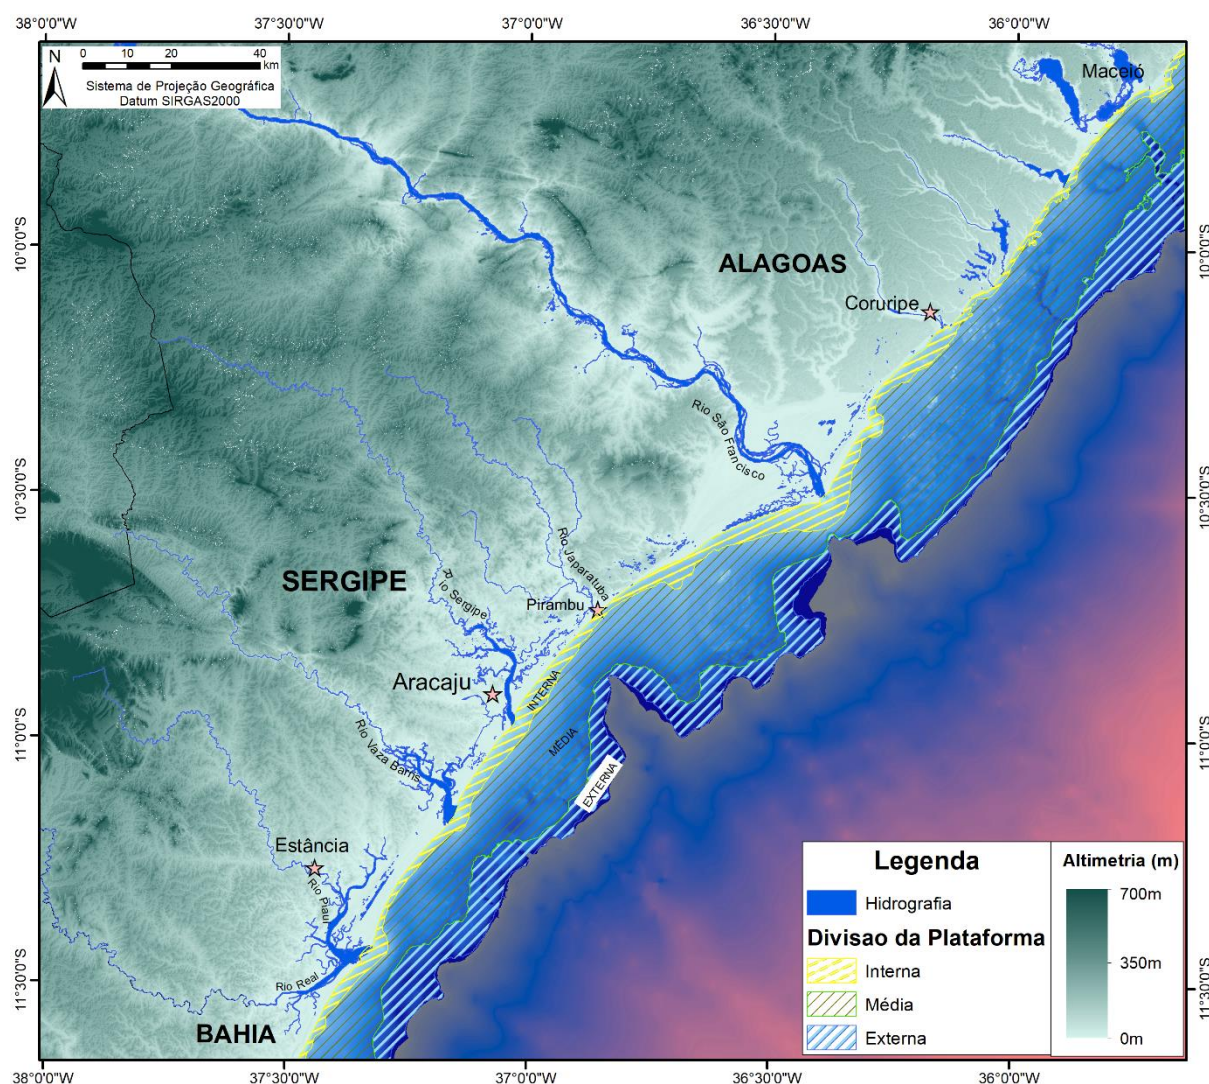 38°0'0"W 37°30'0"W 37°0'0"W 36°30'0"W 36°0'0"W
N
0 10 20 40
km
Sistema de Projeção Geográfica
Datum SIRGAS2000
Maceió
10°0'0"S
10°0'0"S
ALAGOAS
Coruripe
Rio São Francisco
10°30'0"S
10°30'0"S
Rio Japaratuba
SERGIPE
Rio Sergipe
Pirambu
Aracaju
INTERNA
11°0'0"S
11°0'0"S
MÉDIA
Rio Vaza Barris
EXTERNA
Estância
Rio Piauí
Rio Real
11°30'0"S
11°30'0"S
BAHIA
Legenda
Hidrografia
Divisao da Plataforma
Interna
Média
Externa
Altimetria (m)
700m
350m
0m
38°0'0"W 37°30'0"W 37°0'0"W 36°30'0"W 36°0'0"W